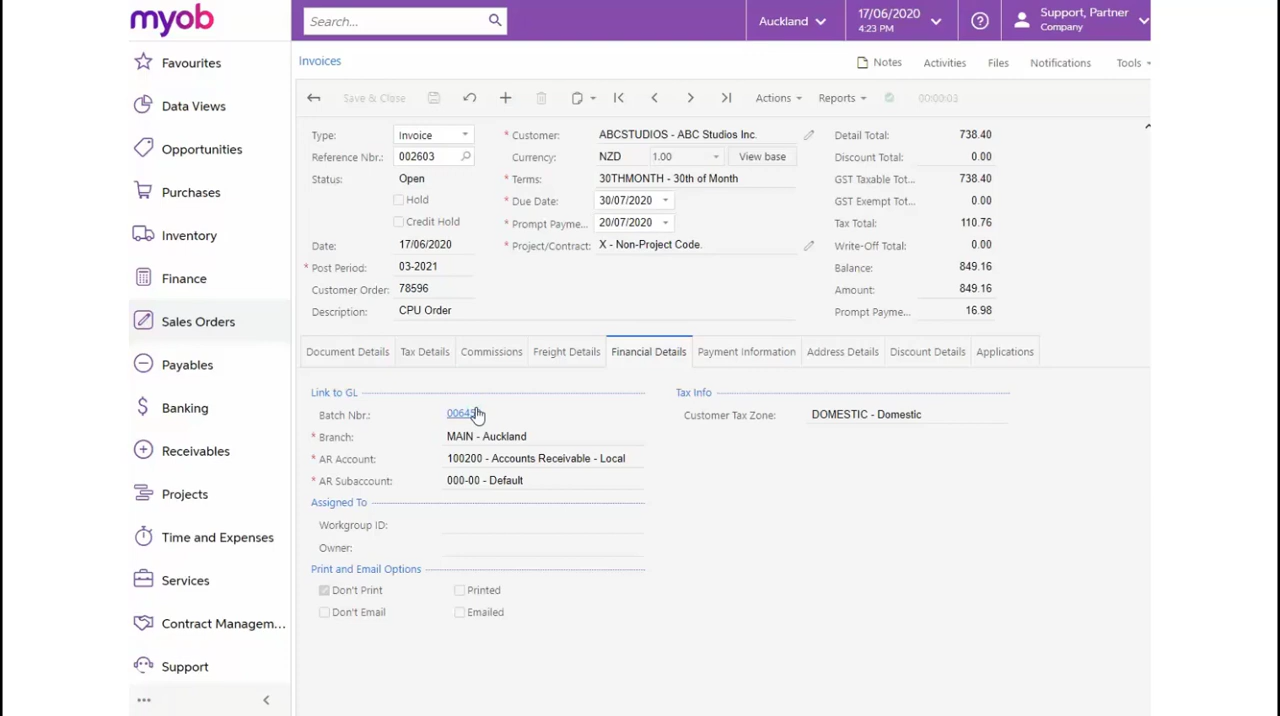 myob
Search...
Auckland
17/06/2020
4:23 PM
Support, Partner
Company
Favourites
Data Views
Opportunities
Purchases
Inventory
Finance
Sales Orders
Payables
Banking
Receivables
Projects
Time and Expenses
Services
Contract Managem...
Support
Invoices
Notes Activities Files Notifications Tools
Save & Close Actions Reports 00:00:03
Type: Invoice * Customer: ABCSTUDIOS - ABC Studios Inc. Detail Total: 738.40
Reference Nbr.: 002603 Currency: NZD 1.00 View base Discount Total: 0.00
Status: Open * Terms: 30THMONTH - 30th of Month GST Taxable Tot... 738.40
Hold * Due Date: 30/07/2020 GST Exempt Tot... 0.00
Credit Hold * Prompt Payme... 20/07/2020 Tax Total: 110.76
Date: 17/06/2020 * Project/Contract: X - Non-Project Code. Write-Off Total: 0.00
* Post Period: 03-2021 Balance: 849.16
Customer Order: 78596 Amount: 849.16
Description: CPU Order Prompt Payme... 16.98
Document Details Tax Details Commissions Freight Details Financial Details Payment Information Address Details Discount Details Applications
Link to GL Tax Info
Batch Nbr.: Customer Tax Zone: DOMESTIC - Domestic
* Branch: MAIN - Auckland
* AR Account: 100200 - Accounts Receivable - Local
* AR Subaccount: 000-00 - Default
Assigned To
Workgroup ID:
Owner:
Print and Email Options
Don't Print Printed
Don't Email Emailed